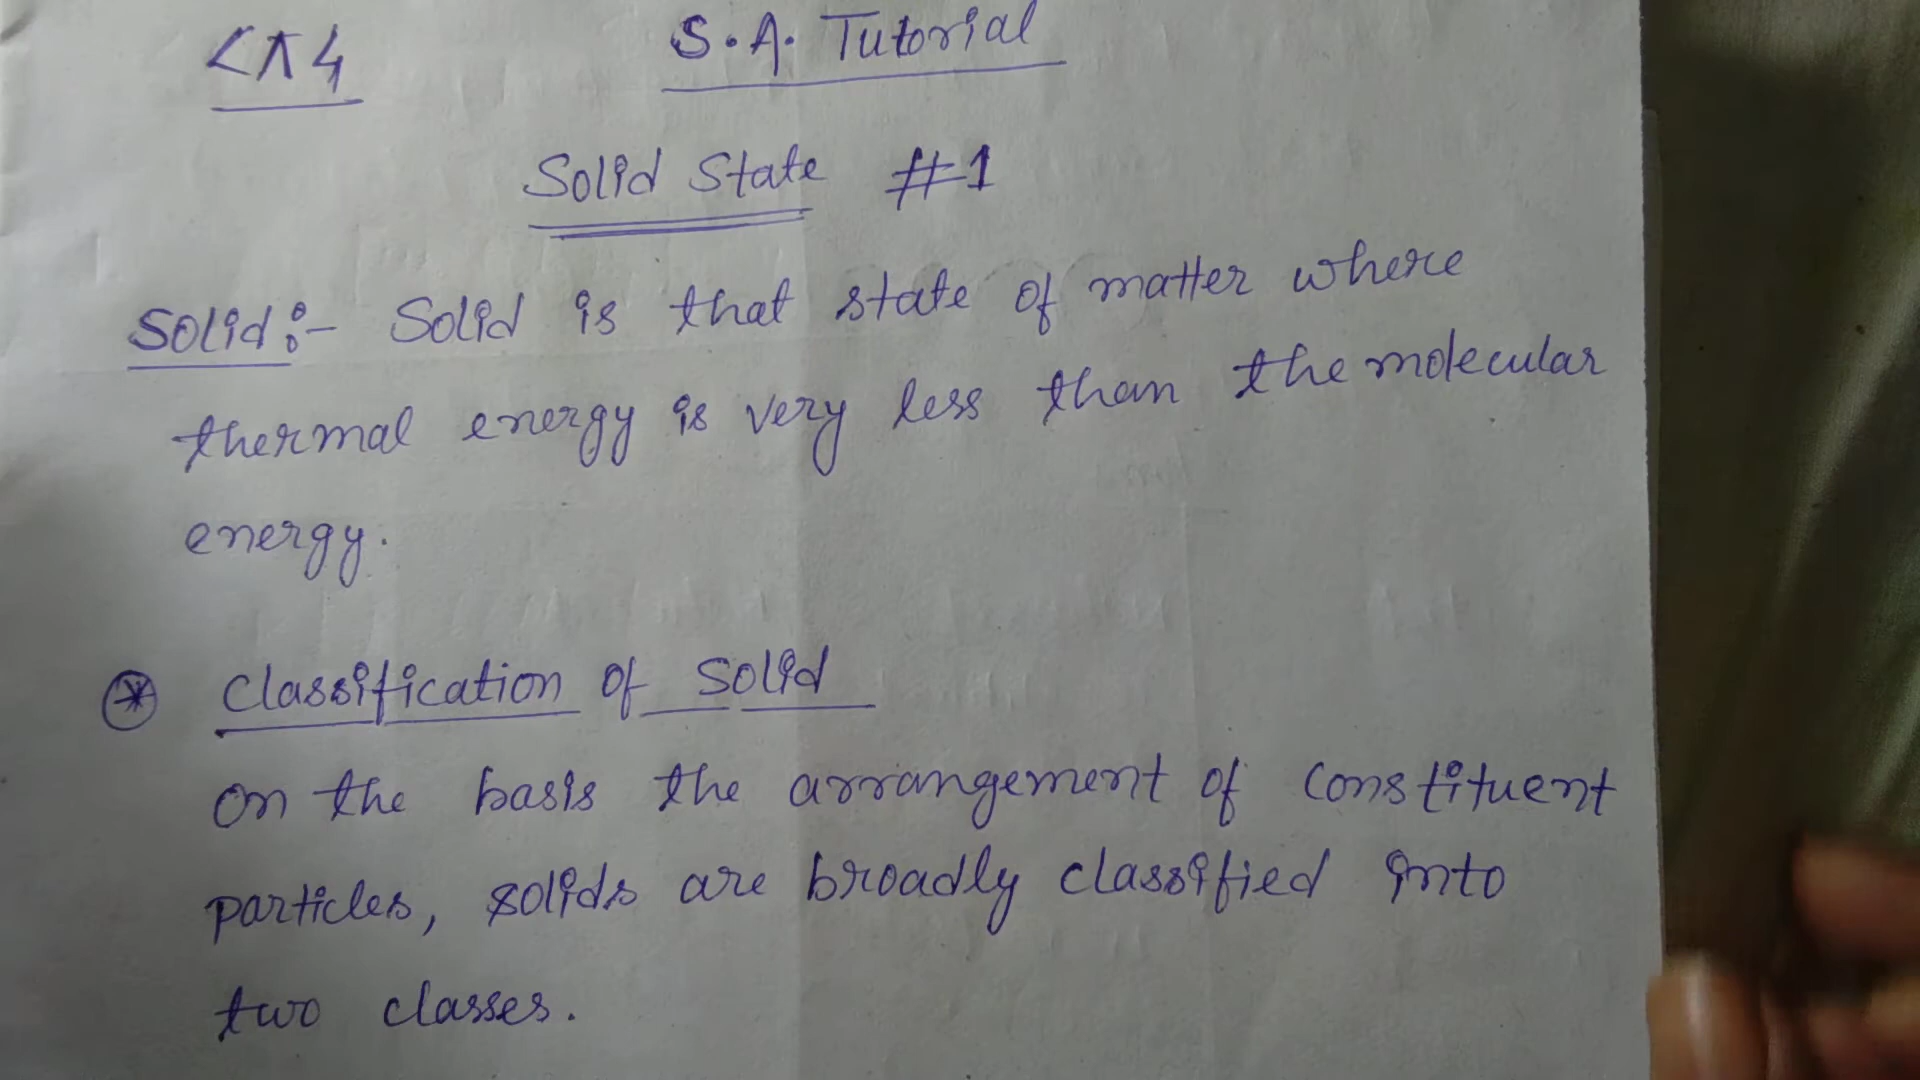 S.A. Tutorial
Solid State #1
Solid:- Solid is that state of matter where
thermal energy is very less than the molecular
energy.
* Classification of Solid
On the basis the arrangement of constituent
particles, solids are broadly classified into
two classes.